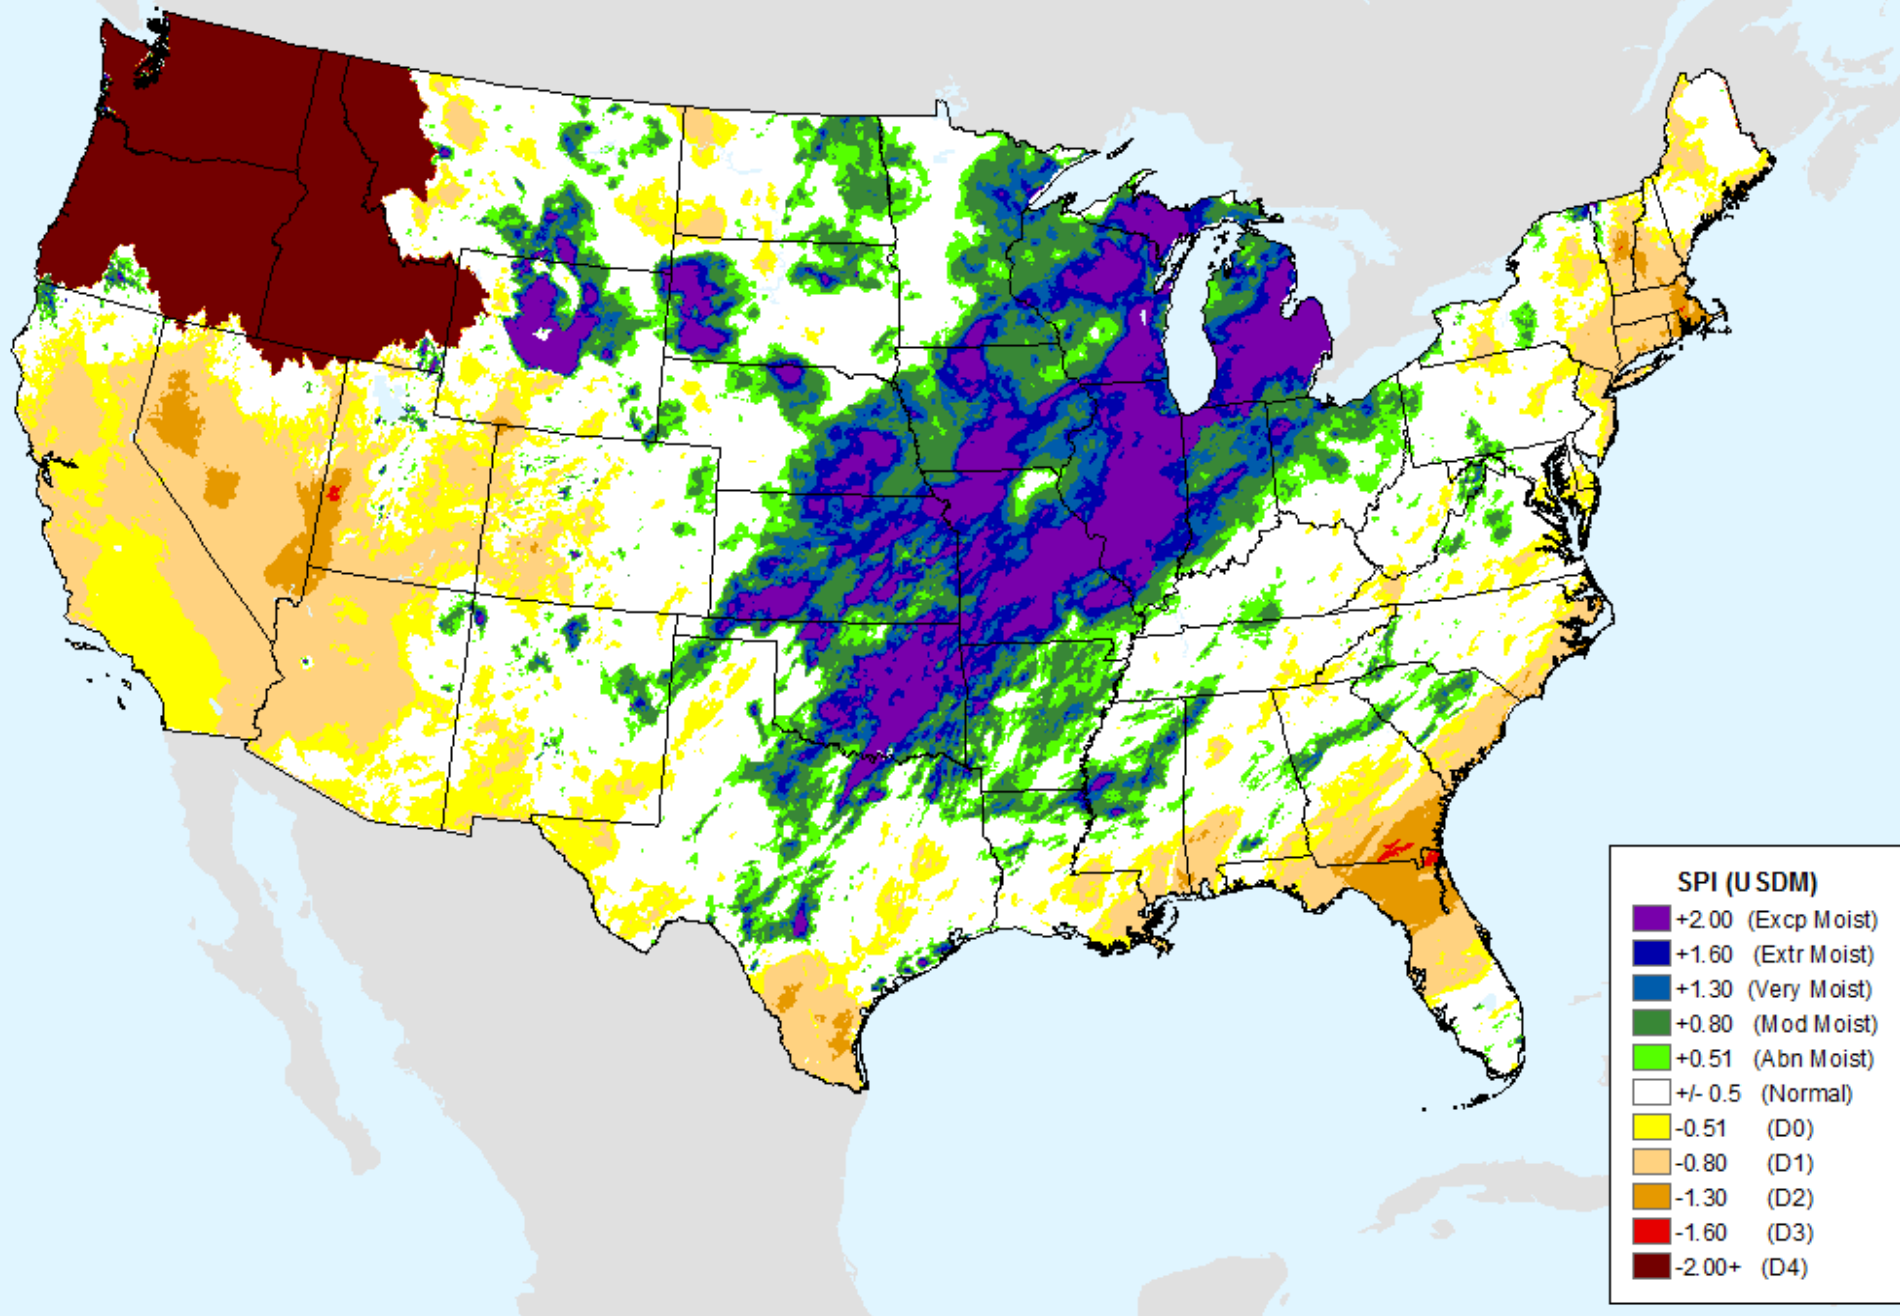 SPI (USDM)
+2.00 (Excp Moist)
+1.60 (Extr Moist)
+1.30 (Very Moist)
+0.80 (Mod Moist)
+0.51 (Abn Moist)
+/- 0.5 (Normal)
-0.51 (D0)
-0.80 (D1)
-1.30 (D2)
-1.60 (D3)
-2.00+ (D4)